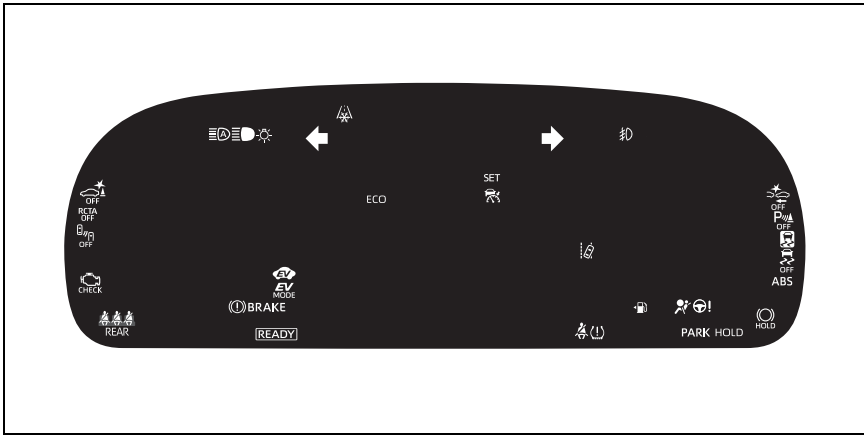 A
SET
ECO
OFF
RCTA
OFF
OFF
OFF
P
OFF
OFF
ABS
CHECK
EV
EV
MODE
(!) BRAKE
!
REAR
READY
(!)
PARK HOLD
HOLD